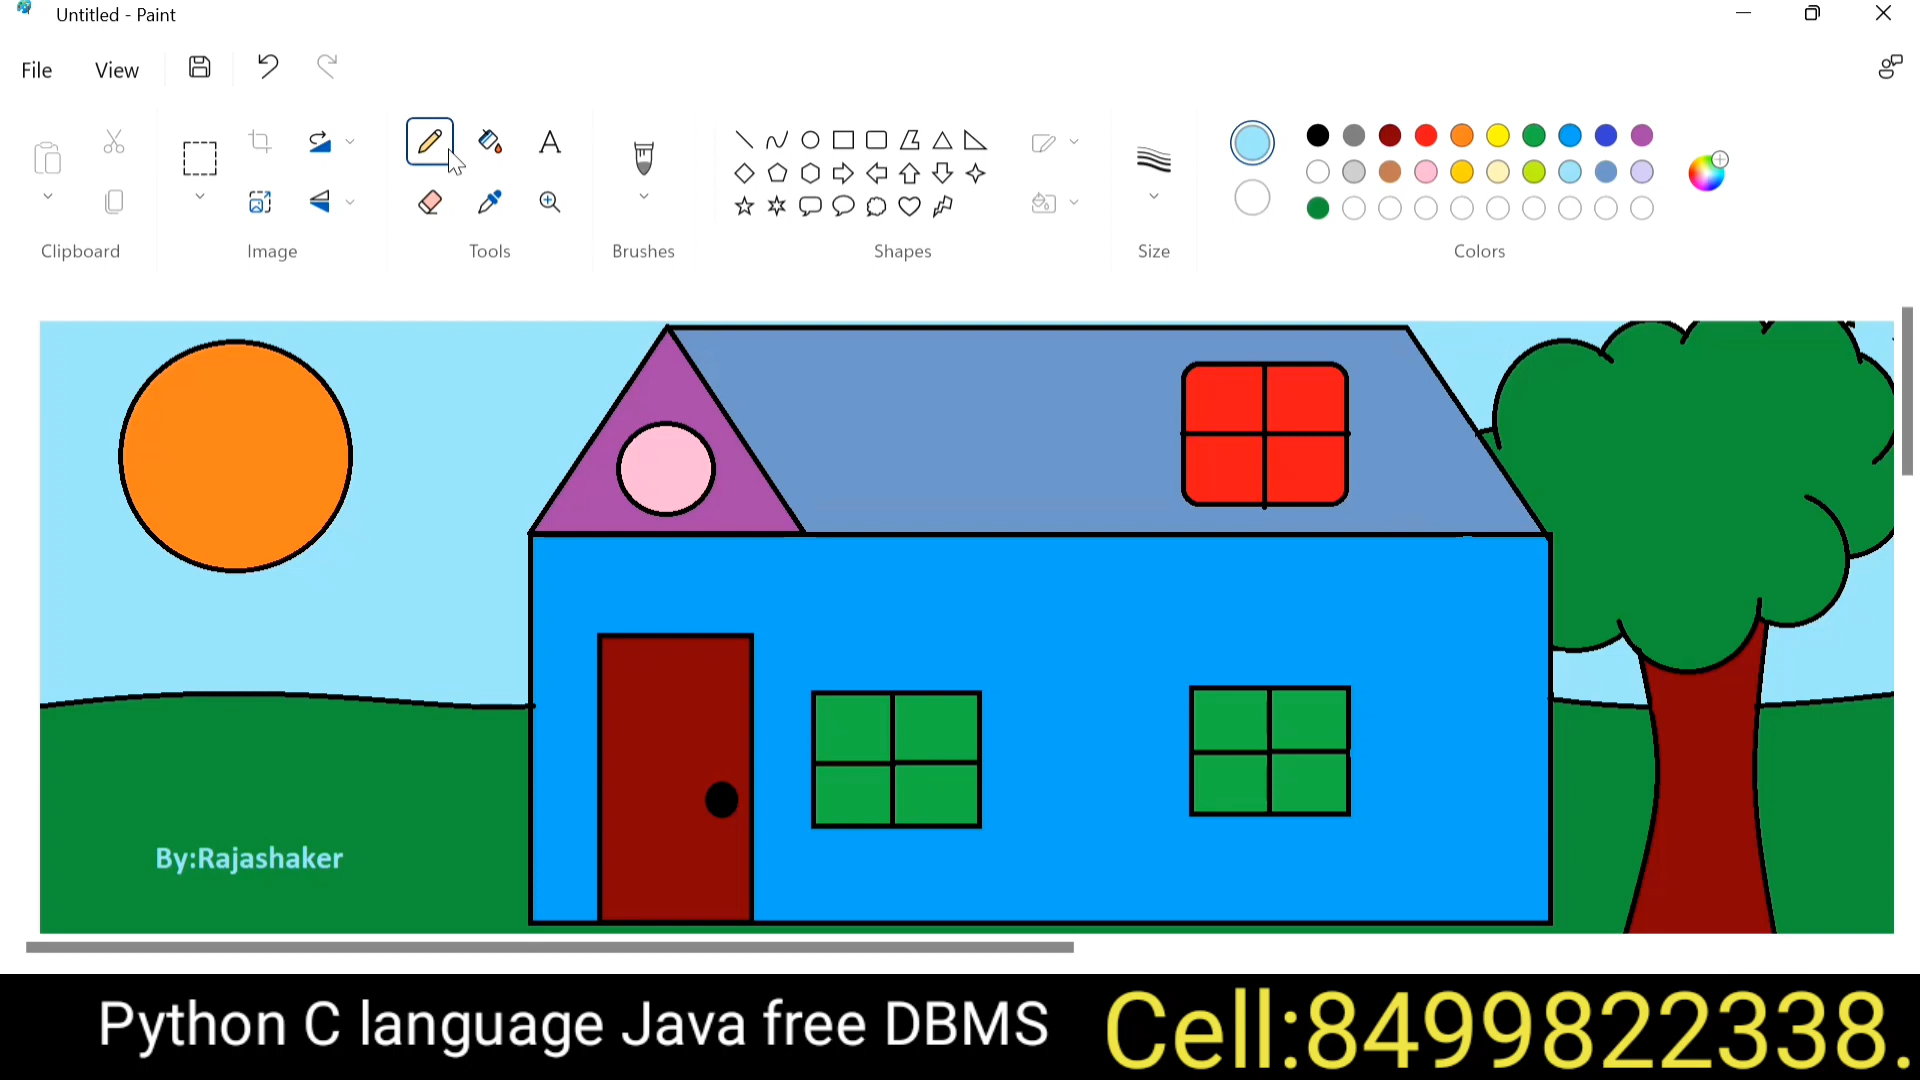 Untitled - Paint
File View
Clipboard Image Tools Brushes Shapes Size Colors
By:Rajashaker
Python C language Java free DBMS Cell:8499822338.